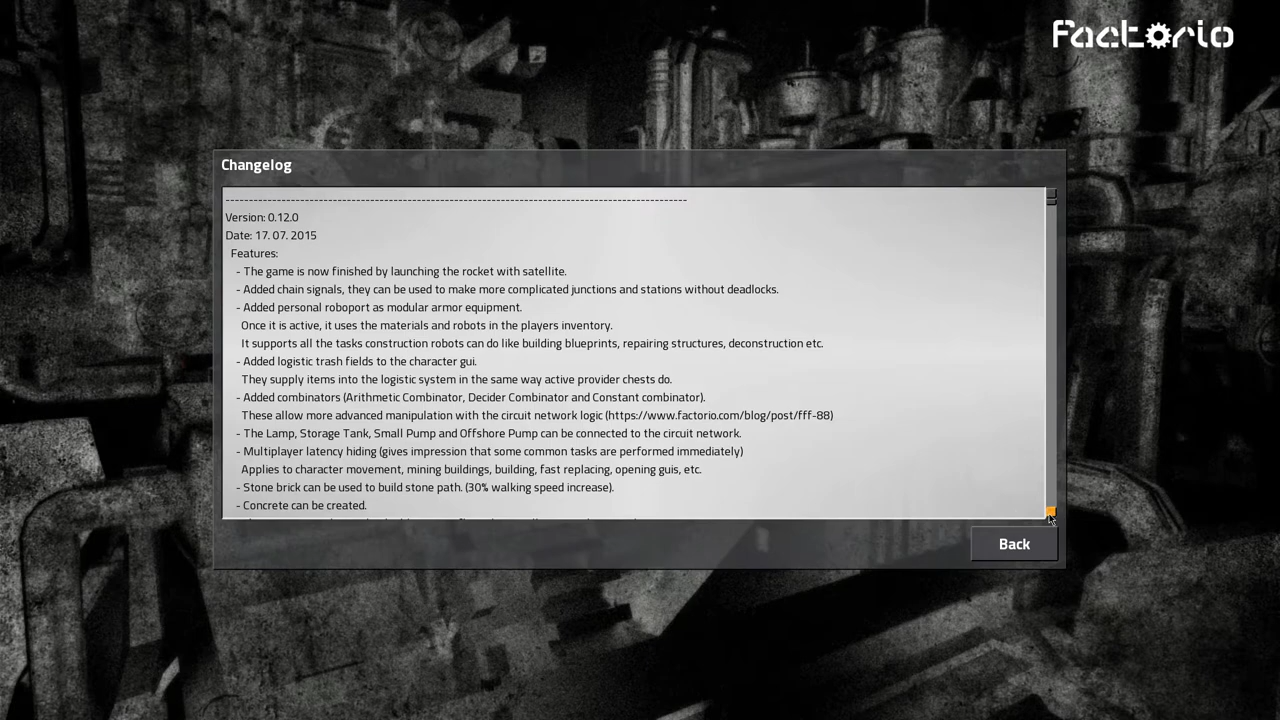 Factorio
Changelog
----------------------------------------------------------------------------------------------------
Version: 0.12.0
Date: 17. 07. 2015
Features:
- The game is now finished by launching the rocket with satellite.
- Added chain signals, they can be used to make more complicated junctions and stations without deadlocks.
- Added personal roboport as modular armor equipment.
Once it is active, it uses the materials and robots in the players inventory.
It supports all the tasks construction robots can do like building blueprints, repairing structures, deconstruction etc.
- Added logistic trash fields to the character gui.
They supply items into the logistic system in the same way active provider chests do.
- Added combinators (Arithmetic Combinator, Decider Combinator and Constant combinator).
These allow more advanced manipulation with the circuit network logic (https://www.factorio.com/blog/post/fff-88)
- The Lamp, Storage Tank, Small Pump and Offshore Pump can be connected to the circuit network.
- Multiplayer latency hiding (gives impression that some common tasks are performed immediately)
Applies to character movement, mining buildings, building, fast replacing, opening guis, etc.
- Stone brick can be used to build stone path. (30% walking speed increase).
- Concrete can be created.
Back